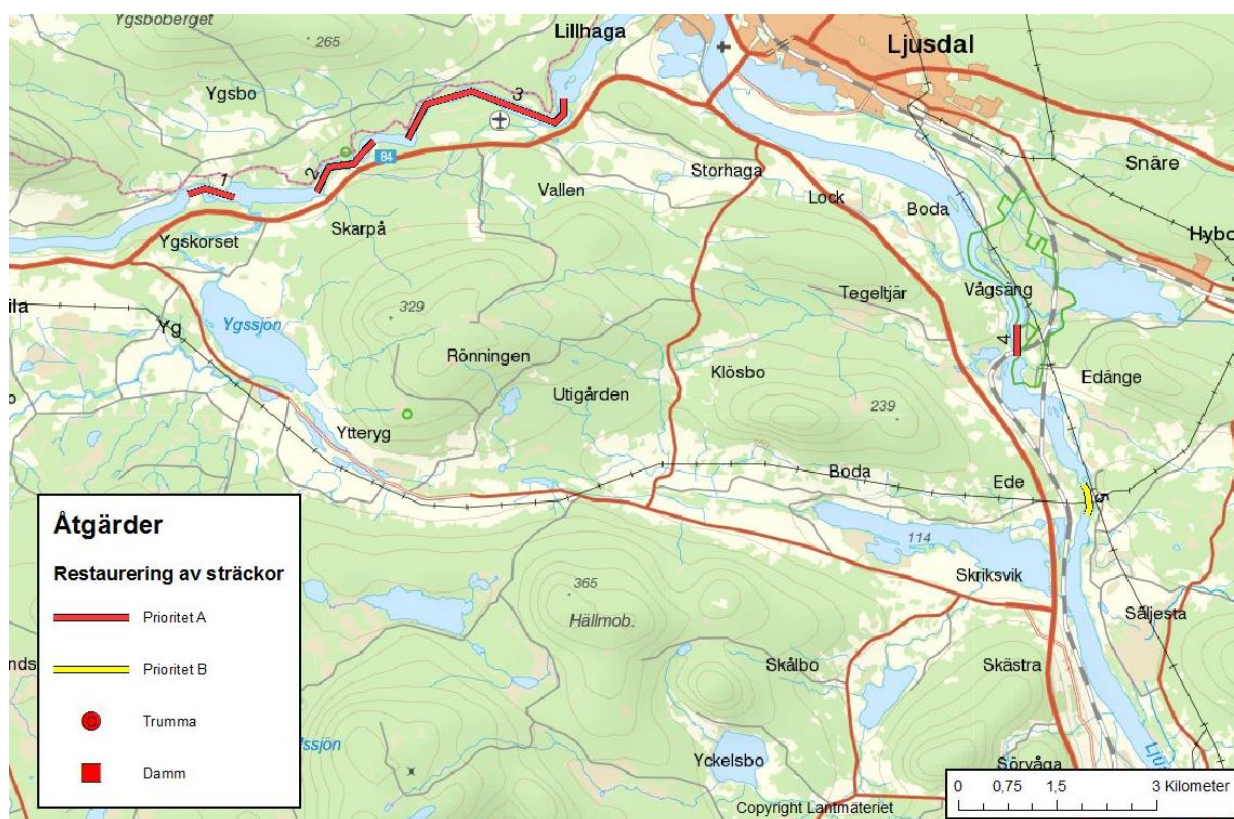 Ygsboberget
265
Lillhaga
Ljusdal
Ygsbo
3
84
2
1
Snäre
Storhaga
Vallen
Lock
Boda
Skarpå
Ygskorset
Hybo
Vågsäng
Tegeltjär
329
Ygssjön
Yg
Rönningen
4
Klösbo
Edänge
Utigården
239
Ytteryg
Boda
Ede
5
114
Skriksvik
365
Hällmob.
Säljesta
Skålbo
Skästra
Yckelsbo
Sörvåga
Åtgärder
Restaurering av sträckor
Prioritet A
Prioritet B
Trumma
Damm
ssjön
0 0,75 1,5 3 Kilometer
Copyright Lantmäteriet